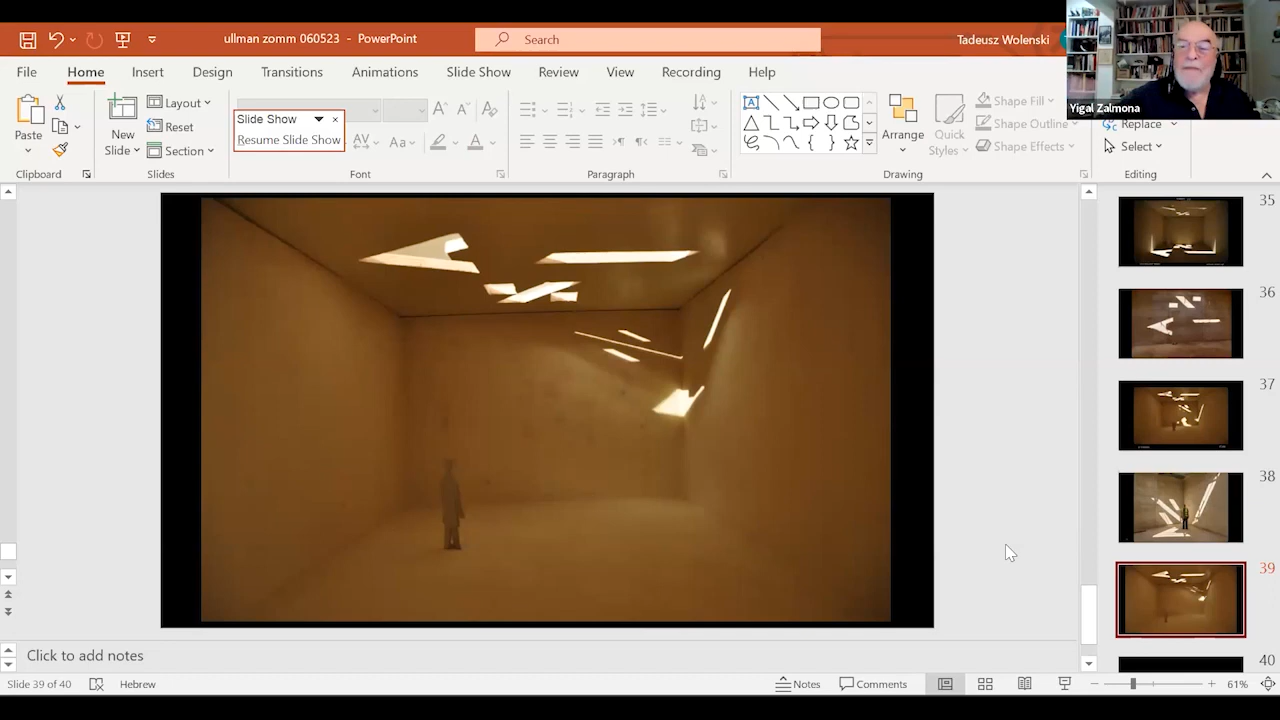 ullman zomm 060523 - PowerPoint
Search
Tadeusz Wolenski
Yigal Zalmona
File Home Insert Design Transitions Animations Slide Show Review View Recording Help
Paste
Clipboard
New
Slide
Layout
Reset
Section
Slides
Slide Show
Resume Slide Show
Aa
Font
Paragraph
Arrange
Quick
Styles
Shape Fill
Shape Outline
Shape Effects
Drawing
Replace
Select
Editing
35
36
37
38
39
40
Click to add notes
Slide 39 of 40
Hebrew
Notes
Comments
61%